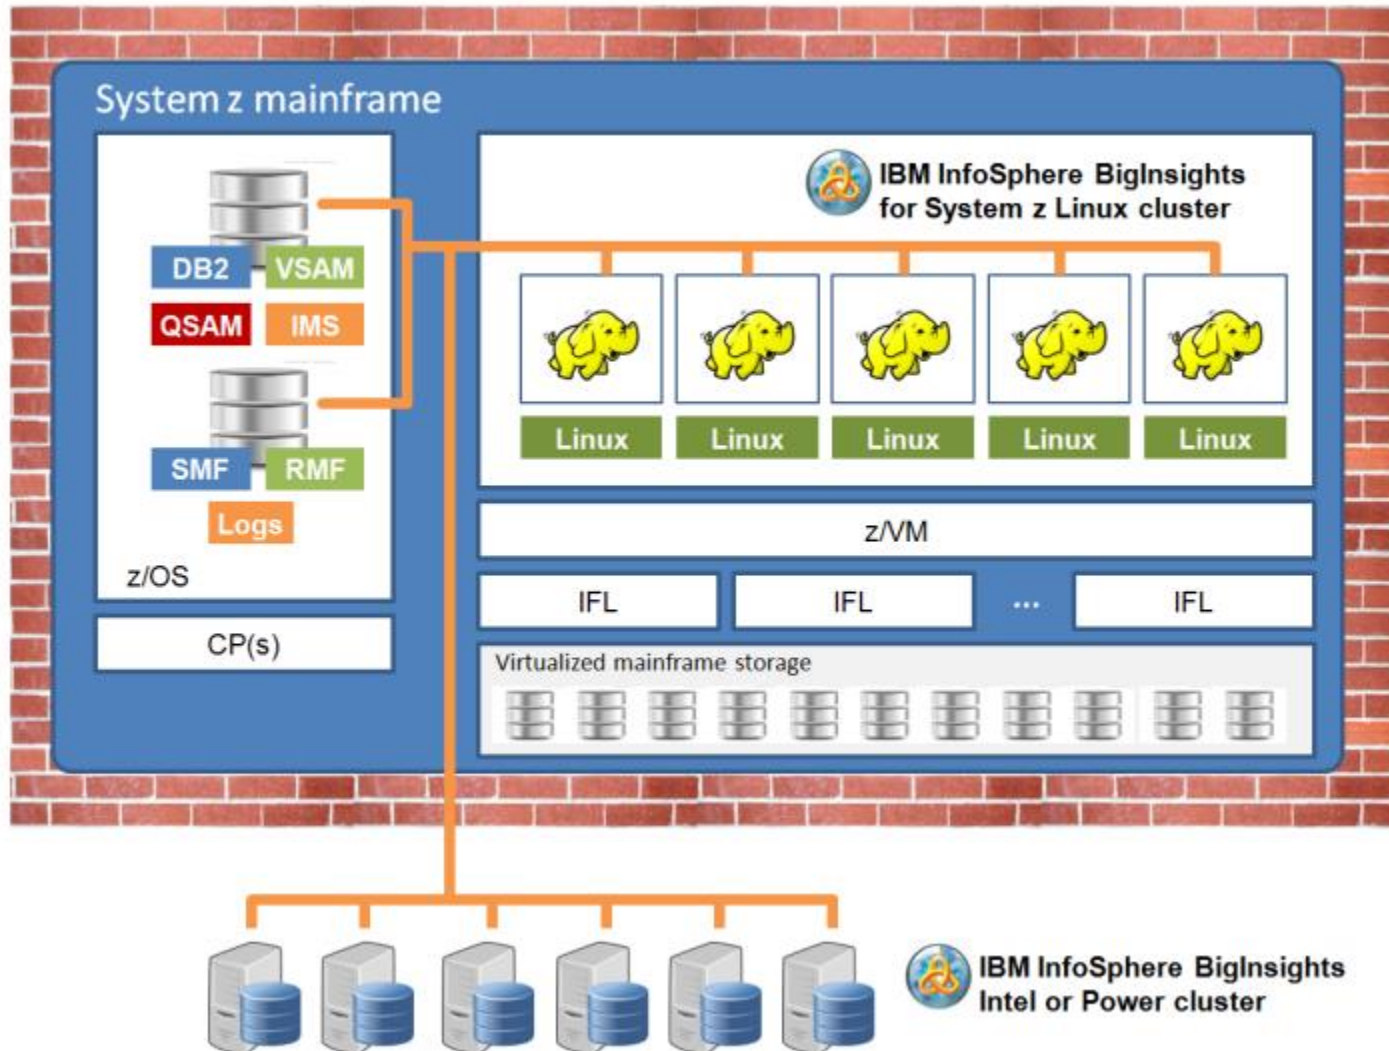 System z mainframe
IBM InfoSphere BigInsights
for System z Linux cluster
DB2
VSAM
QSAM
IMS
SMF
RMF
Logs
z/OS
CP(s)
Linux
Linux
Linux
Linux
Linux
z/VM
IFL
IFL
...
IFL
Virtualized mainframe storage
IBM InfoSphere BigInsights
Intel or Power cluster